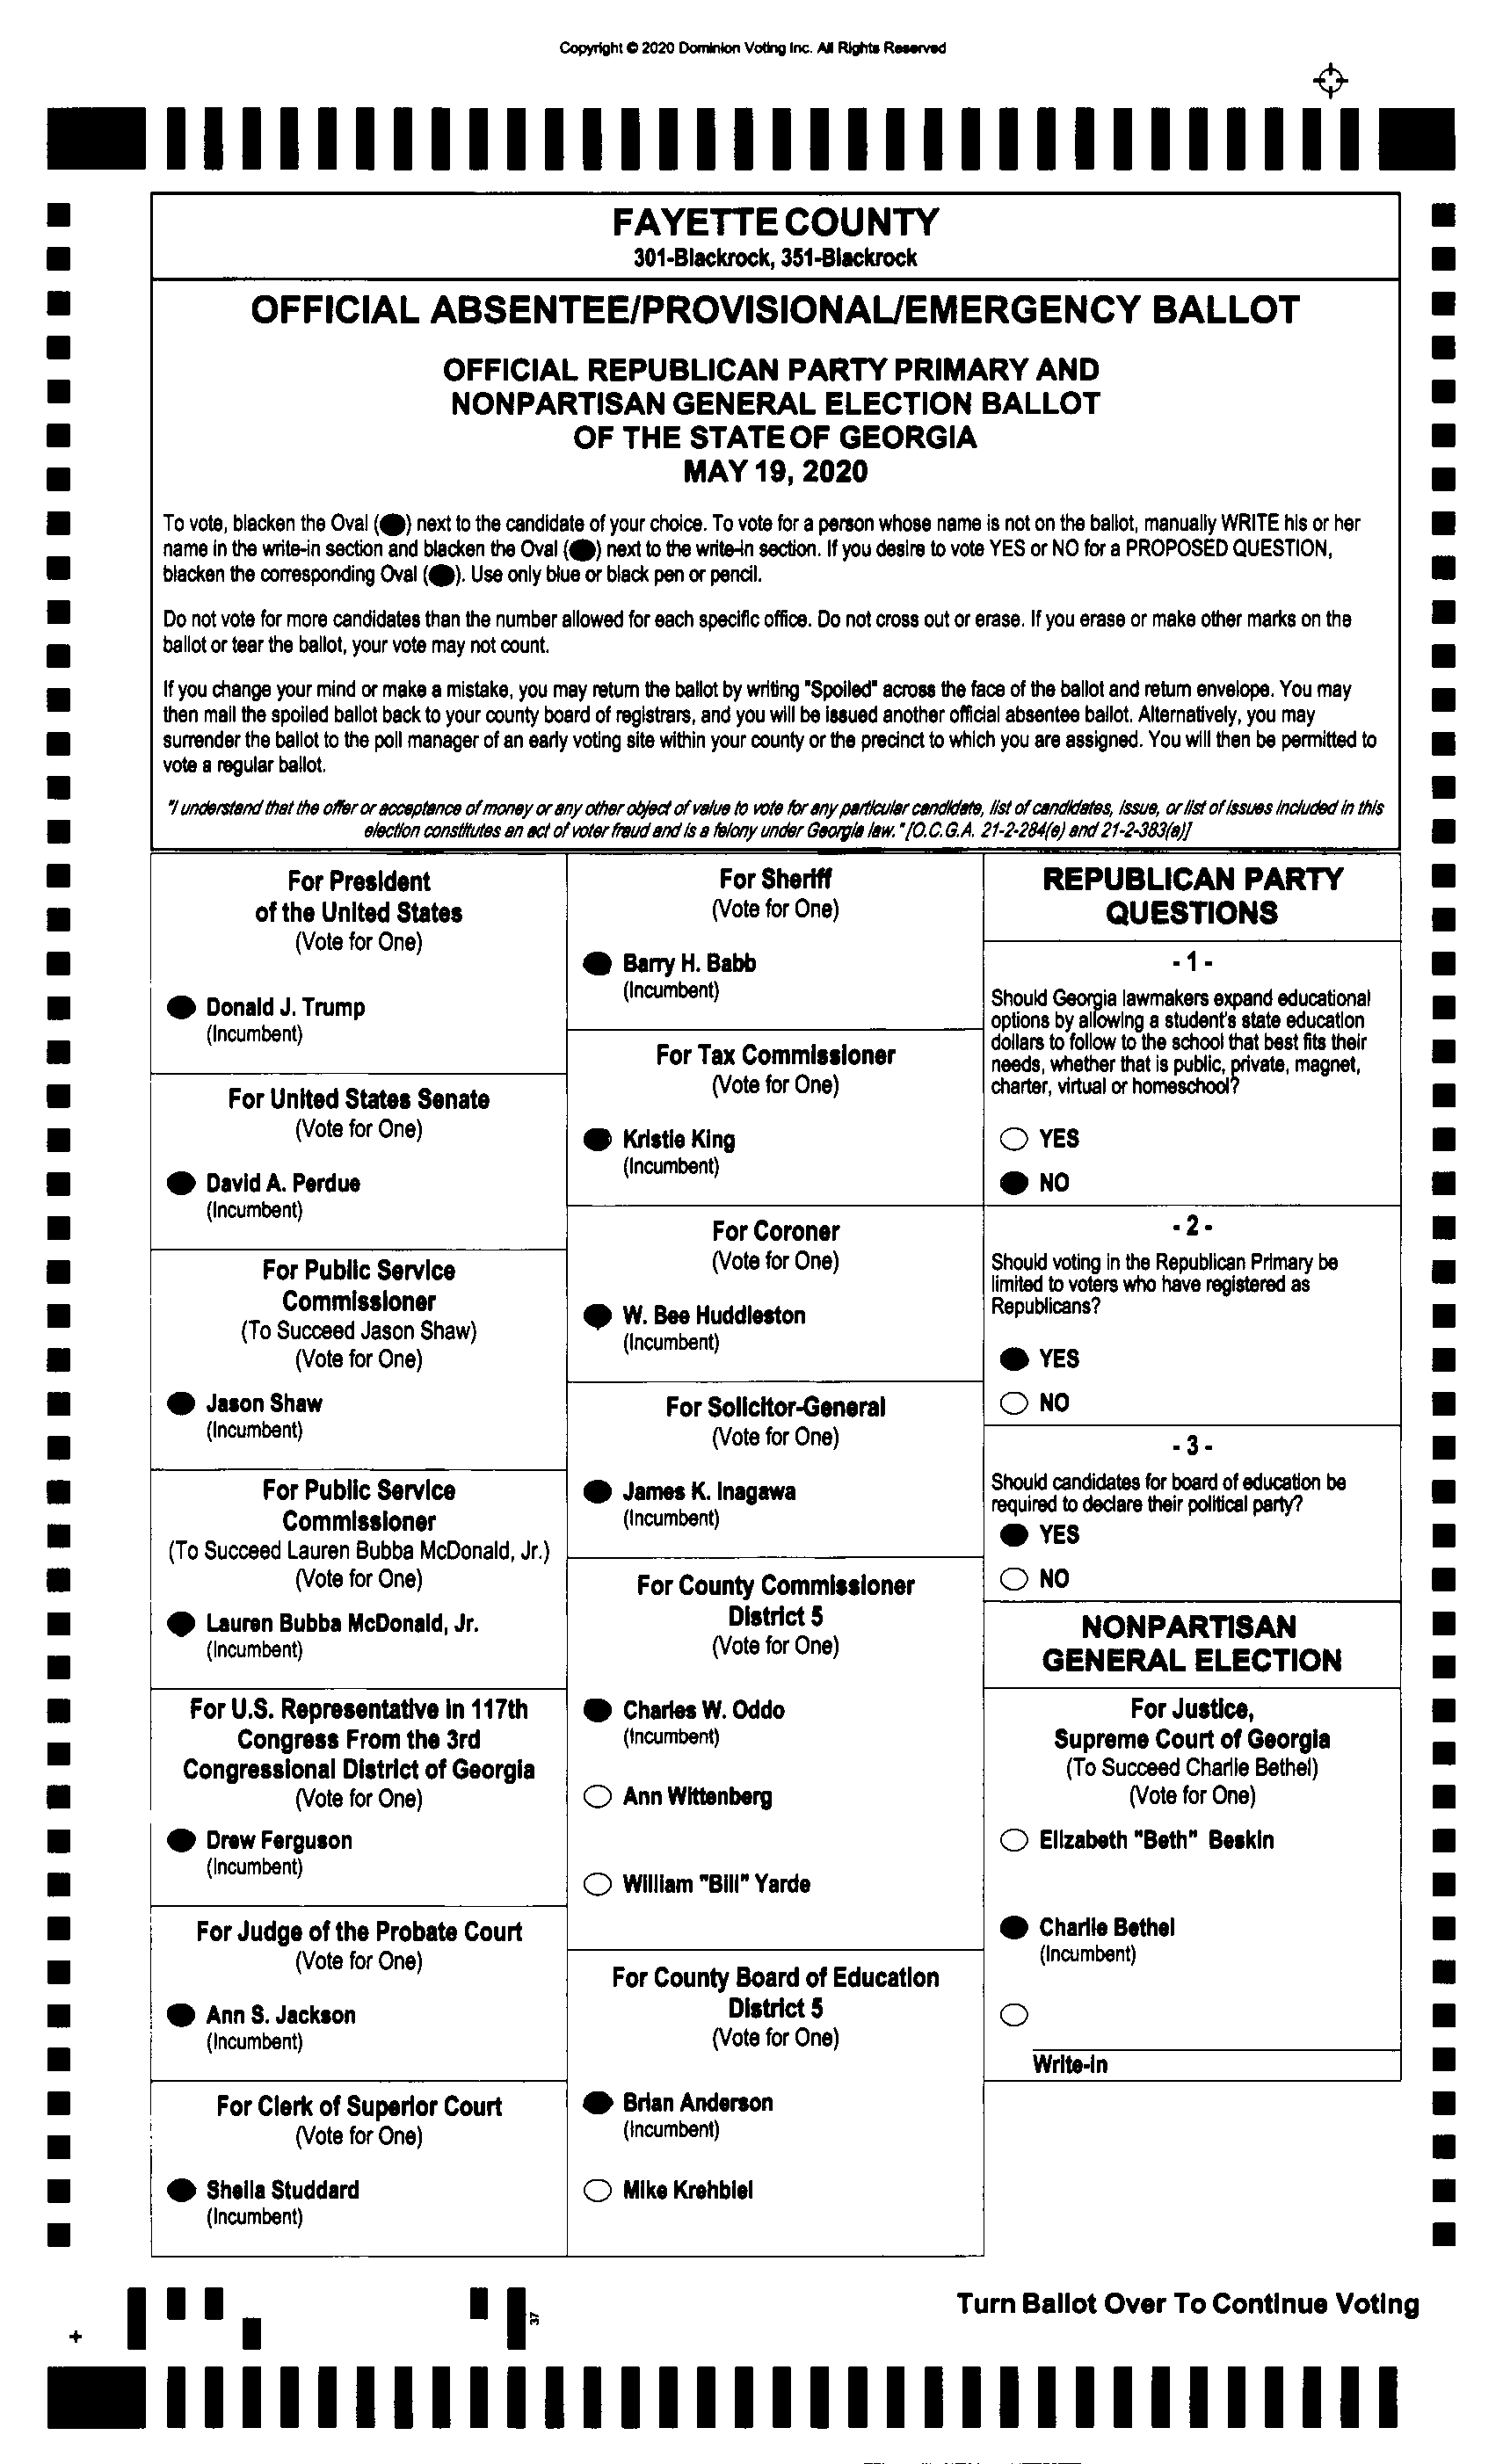 Copyright © 2020 Dominion Voting Inc. All Rights Reserved
FAYETTE COUNTY
301-Blackrock, 351-Blackrock
OFFICIAL ABSENTEE/PROVISIONAL/EMERGENCY BALLOT
OFFICIAL REPUBLICAN PARTY PRIMARY AND
NONPARTISAN GENERAL ELECTION BALLOT
OF THE STATE OF GEORGIA
MAY 19, 2020
To vote, blacken the Oval (●) next to the candidate of your choice. To vote for a person whose name is not on the ballot, manually WRITE his or her
name in the write-in section and blacken the Oval (●) next to the write-in section. If you desire to vote YES or NO for a PROPOSED QUESTION,
blacken the corresponding Oval (●). Use only blue or black pen or pencil.
Do not vote for more candidates than the number allowed for each specific office. Do not cross out or erase. If you erase or make other marks on the
ballot or tear the ballot, your vote may not count.
If you change your mind or make a mistake, you may return the ballot by writing "Spoiled" across the face of the ballot and return envelope. You may
then mail the spoiled ballot back to your county board of registrars, and you will be issued another official absentee ballot. Alternatively, you may
surrender the ballot to the poll manager of an early voting site within your county or the precinct to which you are assigned. You will then be permitted to
vote a regular ballot.
"I understand that the offer or acceptance of money or any other object of value to vote for any particular candidate, list of candidates, issue, or list of issues included in this
election constitutes an act of voter fraud and is a felony under Georgia law." [O.C.G.A. 21-2-284(e) and 21-2-383(a)]
For President
of the United States
(Vote for One)
Donald J. Trump
(Incumbent)
For United States Senate
(Vote for One)
David A. Perdue
(Incumbent)
For Public Service
Commissioner
(To Succeed Jason Shaw)
(Vote for One)
Jason Shaw
(Incumbent)
For Public Service
Commissioner
(To Succeed Lauren Bubba McDonald, Jr.)
(Vote for One)
Lauren Bubba McDonald, Jr.
(Incumbent)
For U.S. Representative in 117th
Congress From the 3rd
Congressional District of Georgia
(Vote for One)
Drew Ferguson
(Incumbent)
For Judge of the Probate Court
(Vote for One)
Ann S. Jackson
(Incumbent)
For Clerk of Superior Court
(Vote for One)
Sheila Studdard
(Incumbent)
For Sheriff
(Vote for One)
Barry H. Babb
(Incumbent)
For Tax Commissioner
(Vote for One)
Kristie King
(Incumbent)
For Coroner
(Vote for One)
W. Bee Huddleston
(Incumbent)
For Solicitor-General
(Vote for One)
James K. Inagawa
(Incumbent)
For County Commissioner
District 5
(Vote for One)
Charles W. Oddo
(Incumbent)
Ann Wittenberg
William "Bill" Yarde
For County Board of Education
District 5
(Vote for One)
Brian Anderson
(Incumbent)
Mike Krehbiel
REPUBLICAN PARTY
QUESTIONS
- 1 -
Should Georgia lawmakers expand educational
options by allowing a student's state education
dollars to follow to the school that best fits their
needs, whether that is public, private, magnet,
charter, virtual or homeschool?
YES
NO
- 2 -
Should voting in the Republican Primary be
limited to voters who have registered as
Republicans?
YES
NO
- 3 -
Should candidates for board of education be
required to declare their political party?
YES
NO
NONPARTISAN
GENERAL ELECTION
For Justice,
Supreme Court of Georgia
(To Succeed Charlie Bethel)
(Vote for One)
Elizabeth "Beth" Beskin
Charlie Bethel
(Incumbent)
Write-in
Turn Ballot Over To Continue Voting
37